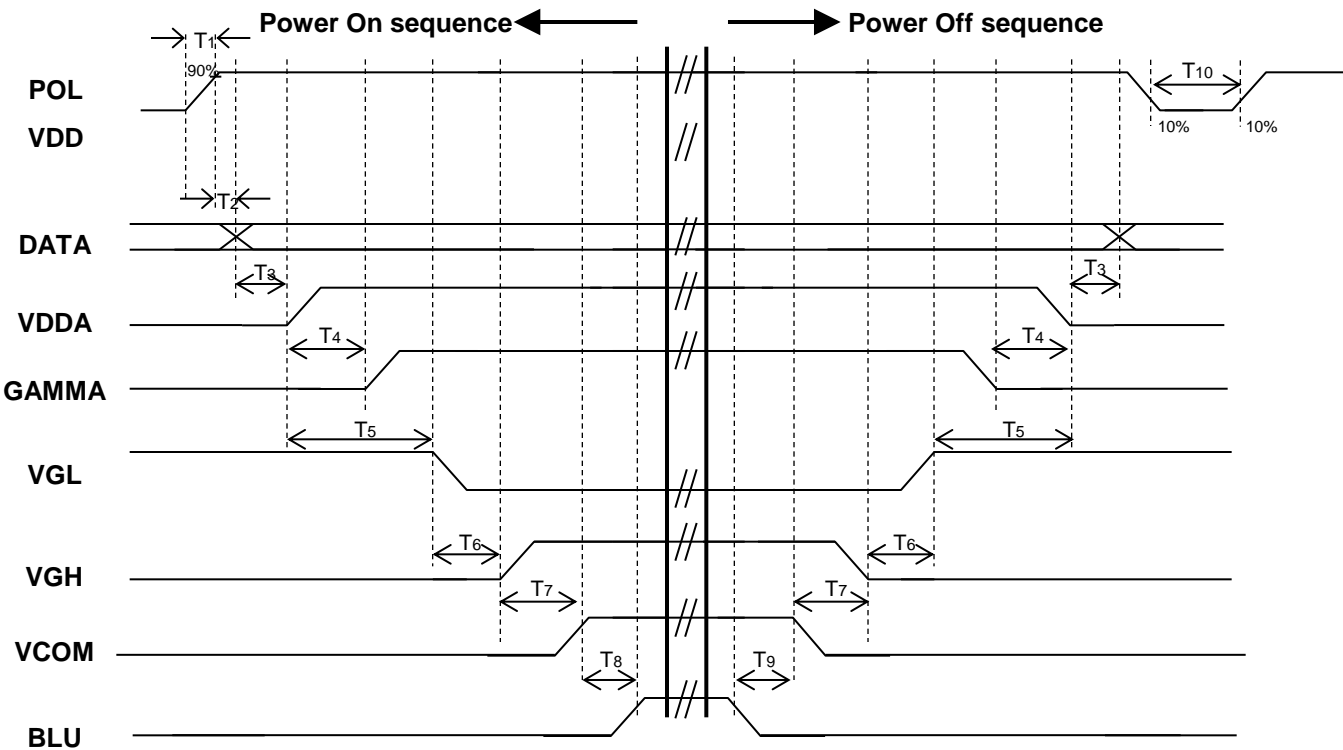 Power On sequence
Power Off sequence
T1
90%
POL
T10
10%
10%
VDD
T2
DATA
T3
T3
VDDA
T4
T4
GAMMA
T5
T5
VGL
T6
T6
VGH
T7
T7
VCOM
T8
T9
BLU